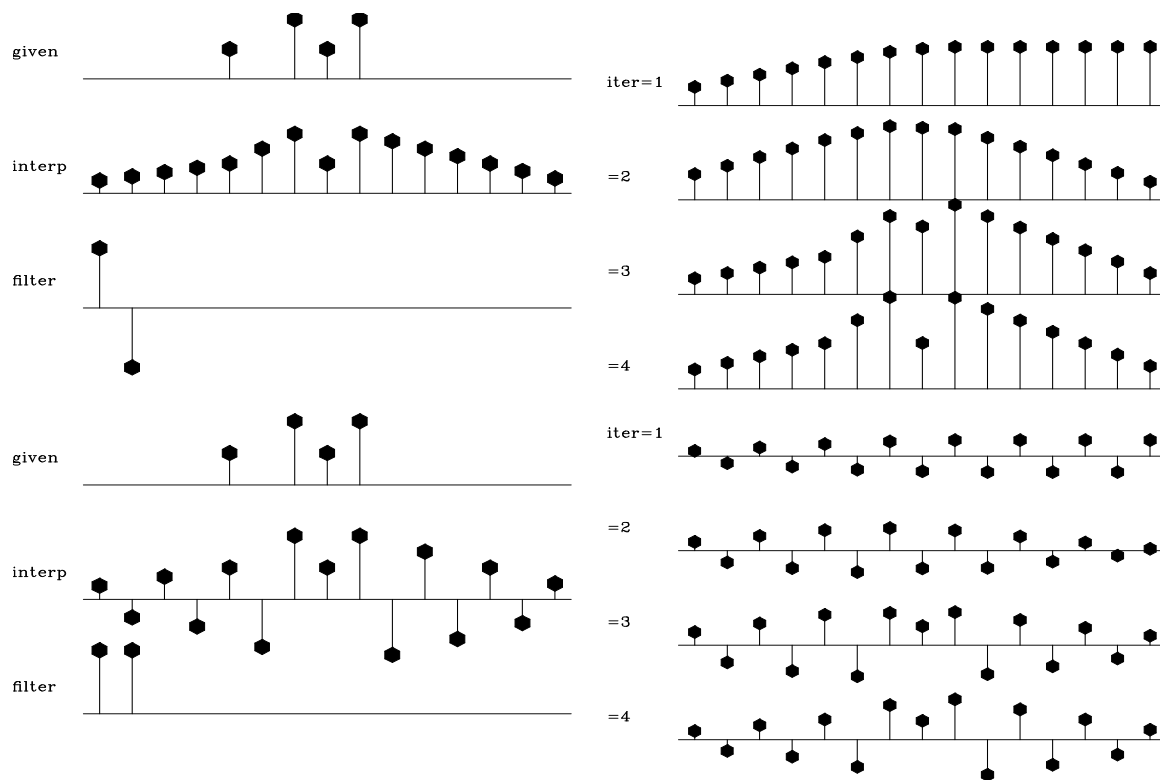 given
interp
filter
given
interp
filter
iter=1
=2
=3
=4
iter=1
=2
=3
=4